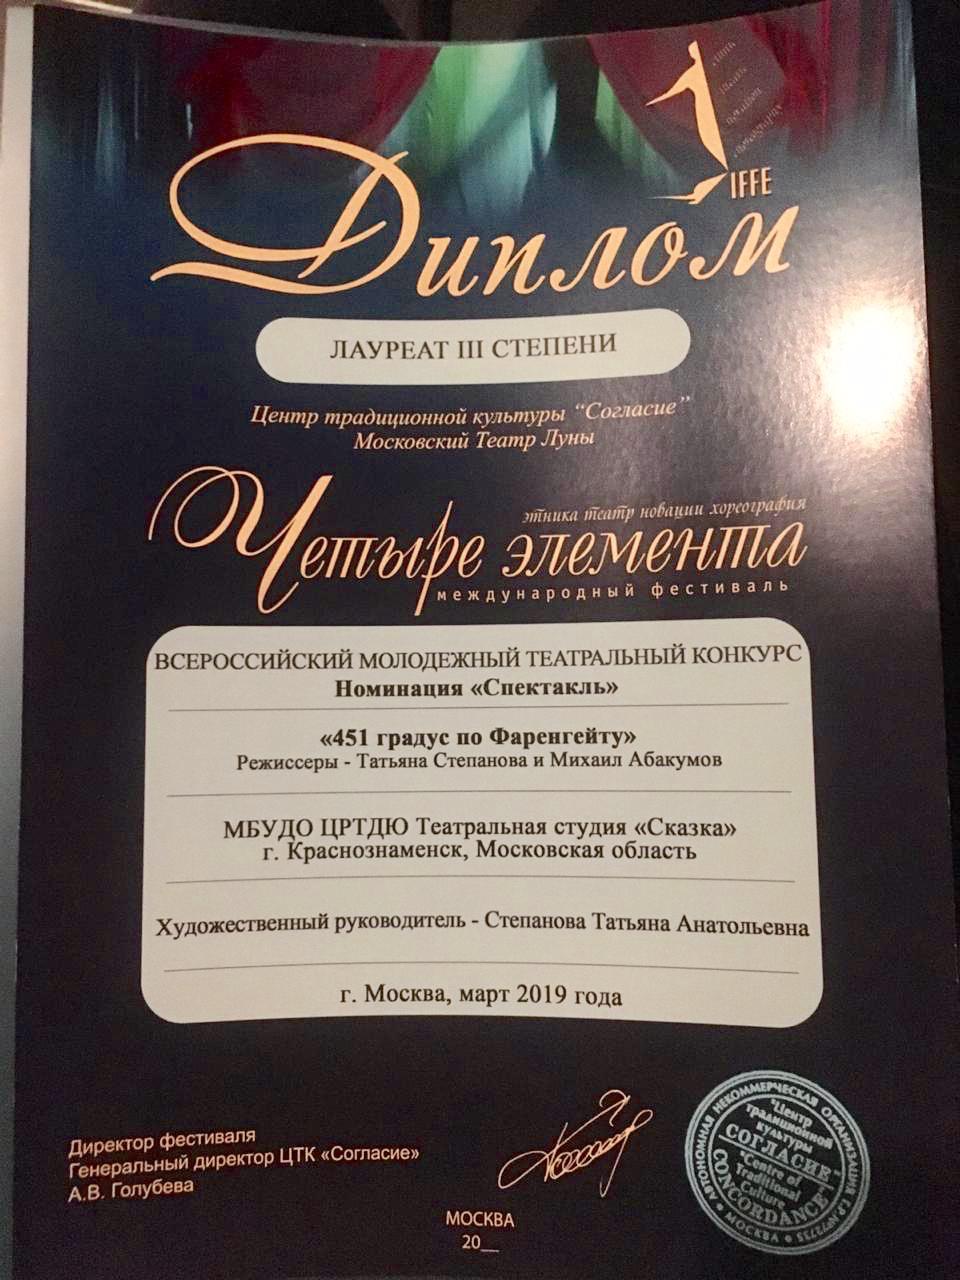 IFFE
Диплом
ЛАУРЕАТ III СТЕПЕНИ
Центр традиционной культуры "Согласие"
Московский Театр Луны
этника театр новации хореография
Четыре элемента
международный фестиваль
ВСЕРОССИЙСКИЙ МОЛОДЕЖНЫЙ ТЕАТРАЛЬНЫЙ КОНКУРС
Номинация «Спектакль»
«451 градус по Фаренгейту»
Режиссеры - Татьяна Степанова и Михаил Абакумов
МБУДО ЦРТДЮ Театральная студия «Сказка»
г. Краснознаменск, Московская область
Художественный руководитель - Степанова Татьяна Анатольевна
г. Москва, март 2019 года
Директор фестиваля
Генеральный директор ЦТК «Согласие»
А.В. Голубева
АВТОНОМНАЯ НЕКОММЕРЧЕСКАЯ ОРГАНИЗАЦИЯ
"Центр
традиционной
культуры
СОГЛАСИЕ"
"Centre of
Traditional
Culture
CONCORDANCE"
МОСКВА
МОСКВА
20__